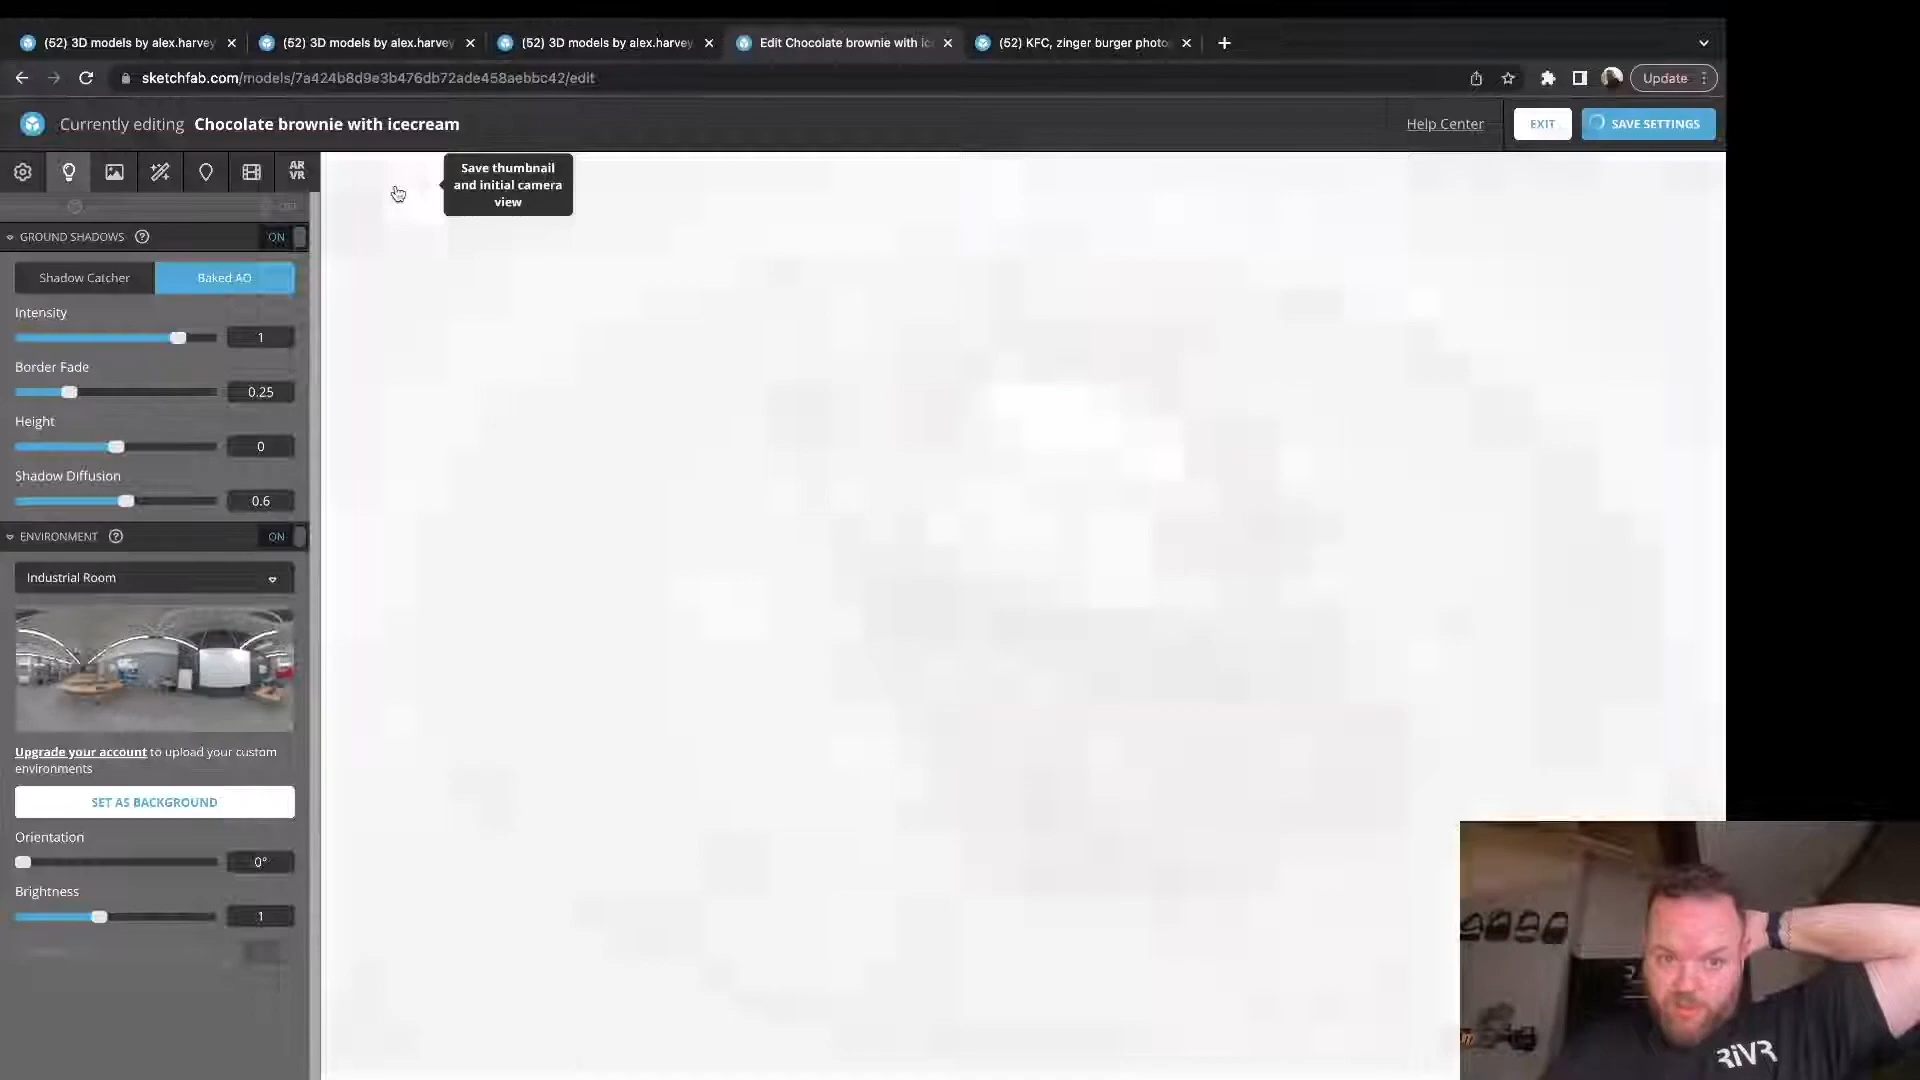 (52) 3D models by alex.harvey
(52) 3D models by alex.harvey
(52) 3D models by alex.harvey
Edit Chocolate brownie with ic
(52) KFC, zinger burger photo
sketchfab.com/models/7a424b8d9e3b476db72ade458aebbc42/edit
Update
Currently editing Chocolate brownie with icecream
Help Center
EXIT
SAVE SETTINGS
AR
VR
Save thumbnail
and initial camera
view
GROUND SHADOWS ?
ON
Shadow Catcher
Baked AO
Intensity
1
Border Fade
0.25
Height
0
Shadow Diffusion
0.6
ENVIRONMENT ?
ON
Industrial Room
Upgrade your account to upload your custom
environments
SET AS BACKGROUND
Orientation
0°
Brightness
1
RiVR